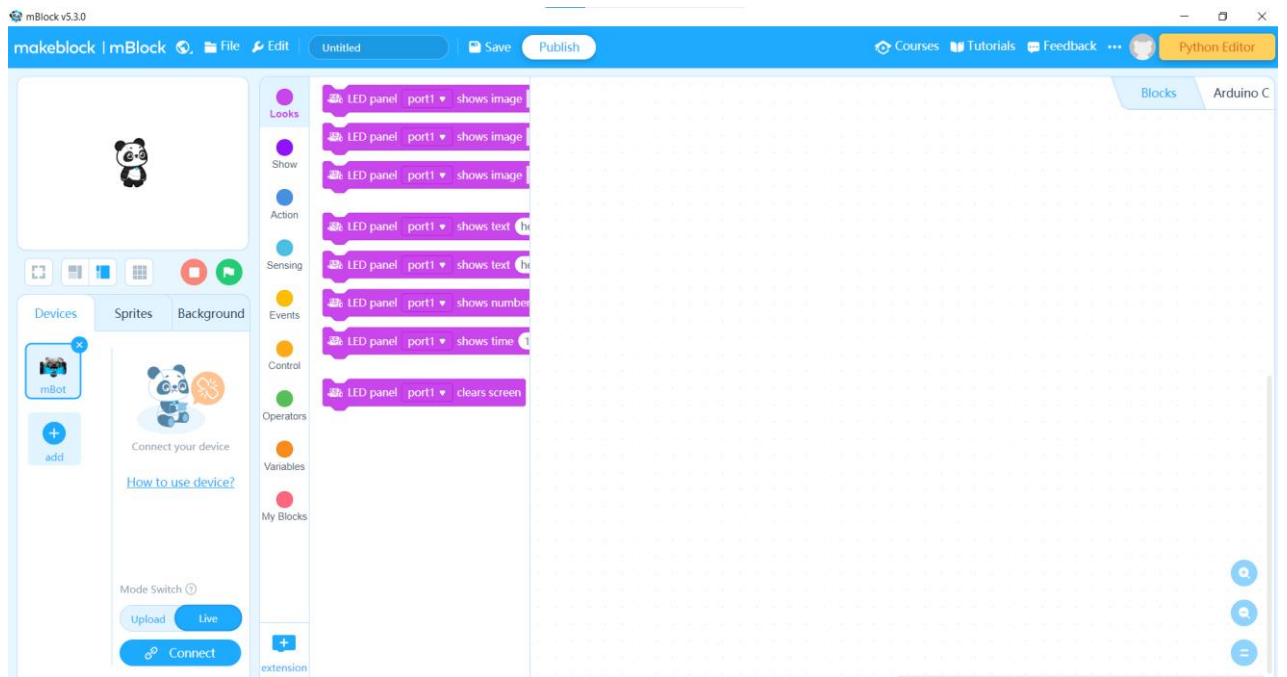 mBlock v5.3.0
makeblock | mBlock File Edit Untitled Save Publish Courses Tutorials Feedback ... Python Editor
Blocks Arduino C
Looks
Show
Action
Sensing
Events
Control
Operators
Variables
My Blocks
extension
LED panel port1 shows image
LED panel port1 shows image
LED panel port1 shows image
LED panel port1 shows text he
LED panel port1 shows text he
LED panel port1 shows number
LED panel port1 shows time 1
LED panel port1 clears screen
Devices Sprites Background
mBot
add
Connect your device
How to use device?
Mode Switch ?
Upload Live
Connect